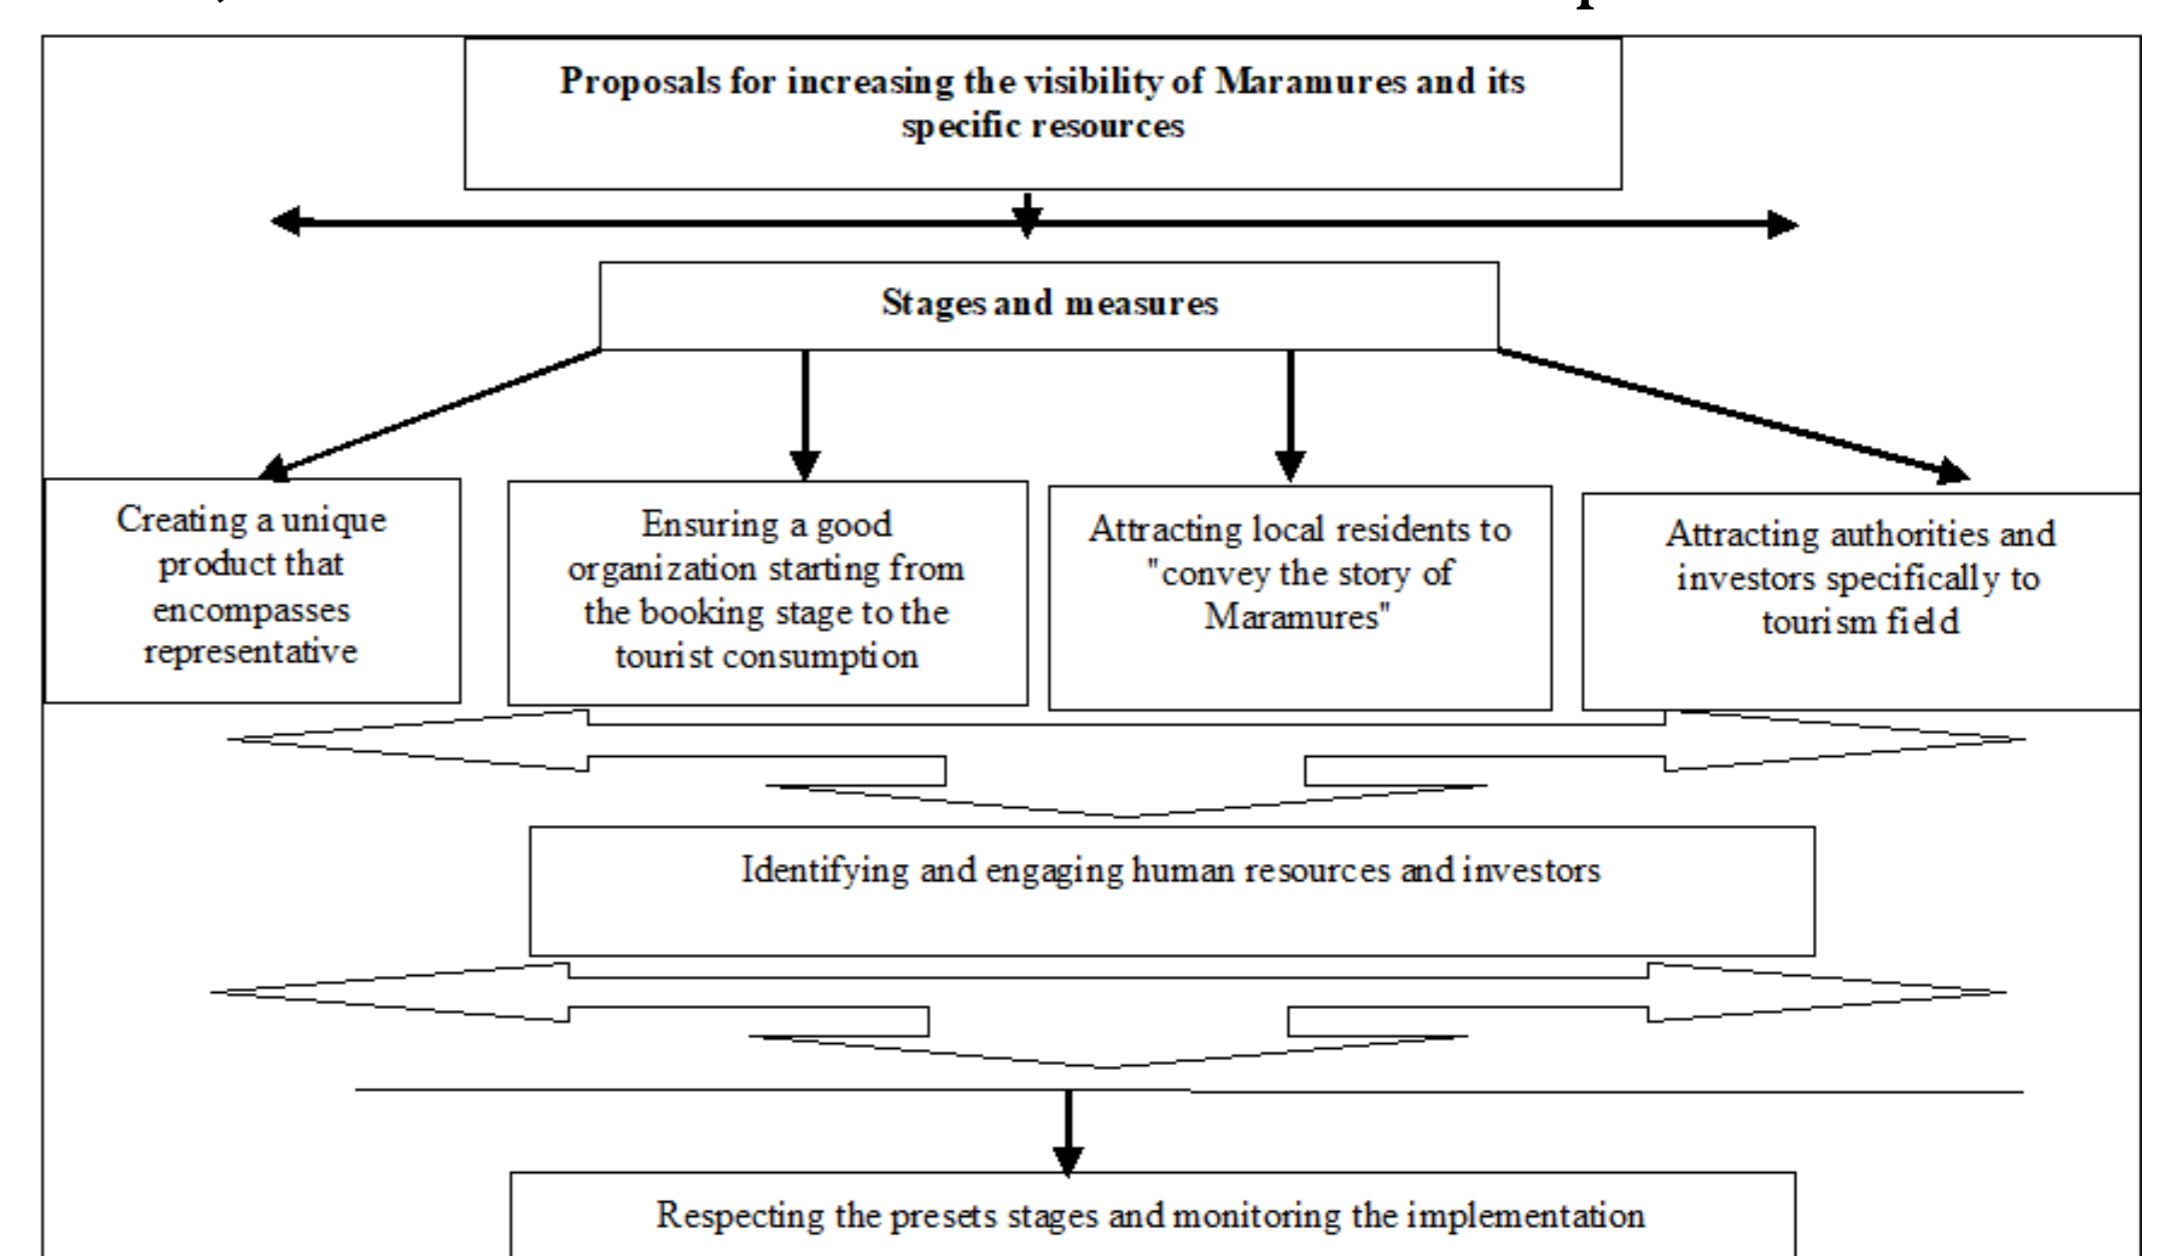 Proposals for increasing the visibility of Maramures and its
specific resources
Stages and measures
Creating a unique
product that
encompasses
representative
Ensuring a good
organization starting from
the booking stage to the
tourist consumption
Attracting local residents to
"convey the story of
Maramures"
Attracting authorities and
investors specifically to
tourism field
Identifying and engaging human resources and investors
Respecting the presets stages and monitoring the implementation